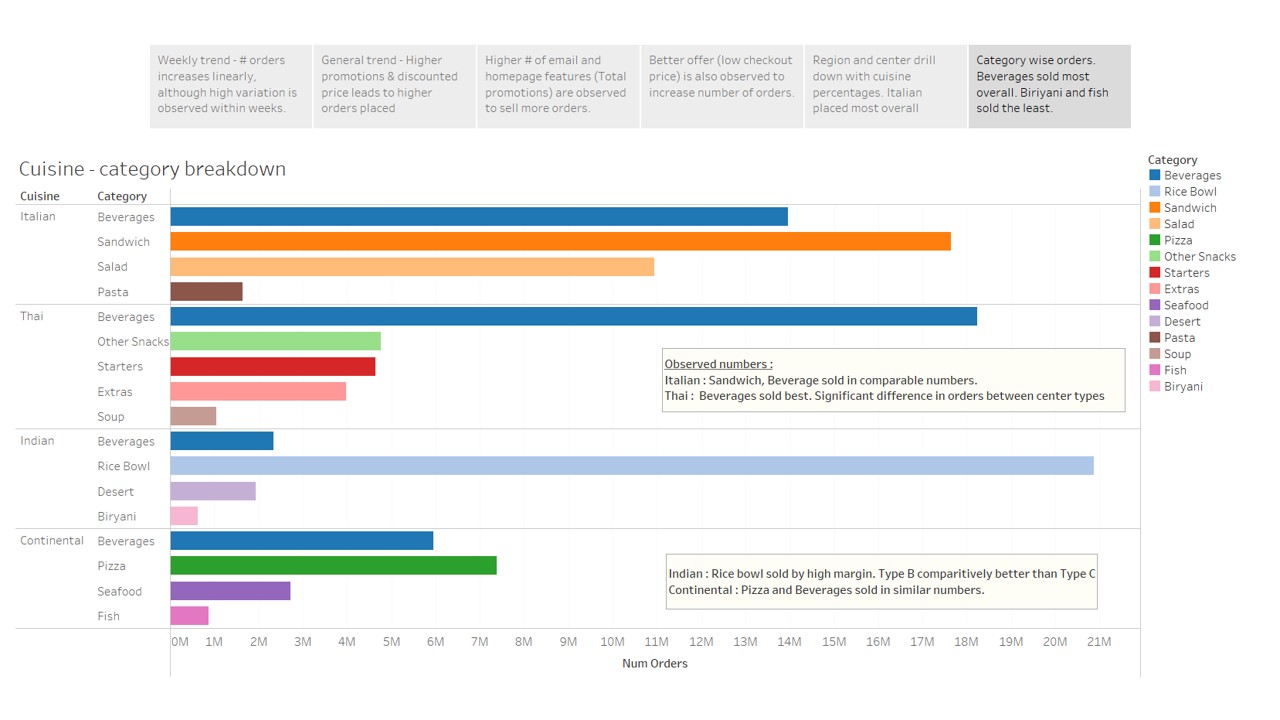 Weekly trend - # orders
increases linearly,
although high variation is
observed within weeks.
General trend - Higher
promotions & discounted
price leads to higher
orders placed
Higher # of email and
homepage features (Total
promotions) are observed
to sell more orders.
Better offer (low checkout
price) is also observed to
increase number of orders.
Region and center drill
down with cuisine
percentages. Italian
placed most overall
Category wise orders.
Beverages sold most
overall. Biriyani and fish
sold the least.
Cuisine - category breakdown
Cuisine Category
Italian Beverages
Sandwich
Salad
Pasta
Thai Beverages
Other Snacks
Starters
Extras
Soup
Indian Beverages
Rice Bowl
Desert
Biryani
Continental Beverages
Pizza
Seafood
Fish
Observed numbers :
Italian : Sandwich, Beverage sold in comparable numbers.
Thai : Beverages sold best. Significant difference in orders between center types
Indian : Rice bowl sold by high margin. Type B comparitively better than Type C
Continental : Pizza and Beverages sold in similar numbers.
0M 1M 2M 3M 4M 5M 6M 7M 8M 9M 10M 11M 12M 13M 14M 15M 16M 17M 18M 19M 20M 21M
Num Orders
Category
Beverages
Rice Bowl
Sandwich
Salad
Pizza
Other Snacks
Starters
Extras
Seafood
Desert
Pasta
Soup
Fish
Biryani